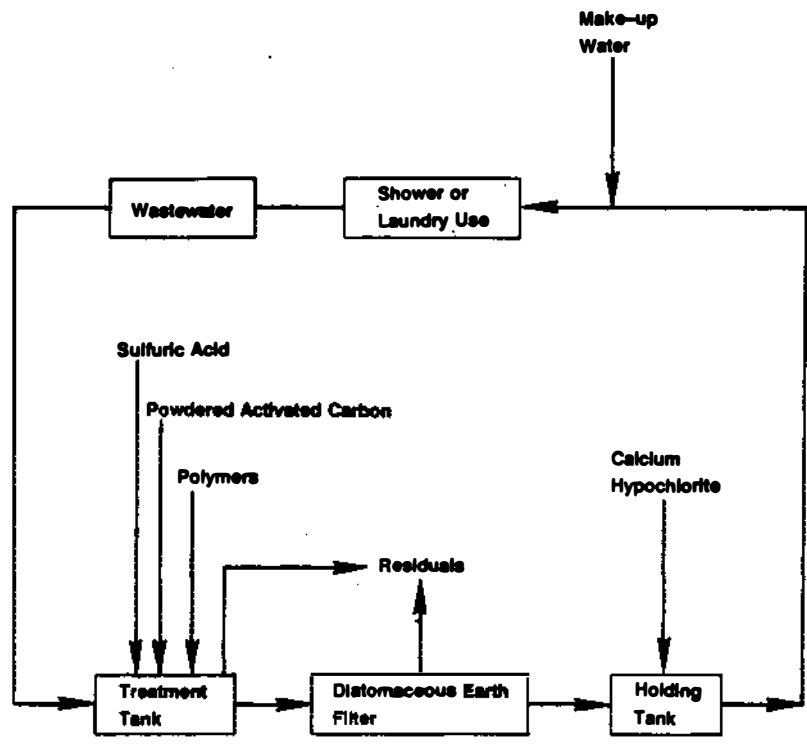 Make-up
Water
Wastewater
Shower or
Laundry Use
Sulfuric Acid
Powdered Activated Carbon
Polymers
Calcium
Hypochlorite
Residuals
Treatment
Tank
Diatomaceous Earth
Filter
Holding
Tank